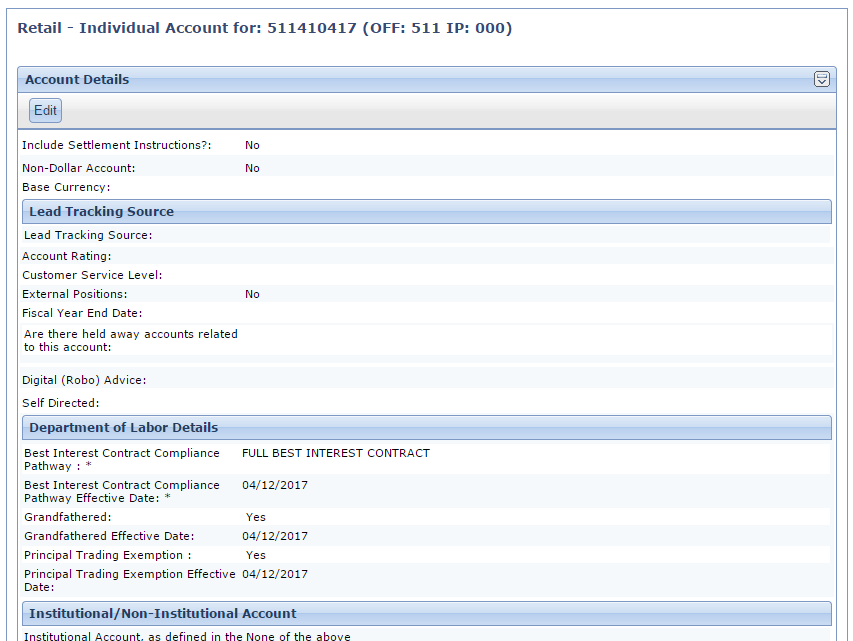 Retail - Individual Account for: 511410417 (OFF: 511 IP: 000)
Account Details
Edit
Include Settlement Instructions?: No
Non-Dollar Account: No
Base Currency:
Lead Tracking Source
Lead Tracking Source:
Account Rating:
Customer Service Level:
External Positions: No
Fiscal Year End Date:
Are there held away accounts related
to this account:
Digital (Robo) Advice:
Self Directed:
Department of Labor Details
Best Interest Contract Compliance FULL BEST INTEREST CONTRACT
Pathway : *
Best Interest Contract Compliance 04/12/2017
Pathway Effective Date: *
Grandfathered: Yes
Grandfathered Effective Date: 04/12/2017
Principal Trading Exemption : Yes
Principal Trading Exemption Effective 04/12/2017
Date:
Institutional/Non-Institutional Account
Institutional Account, as defined in the None of the above